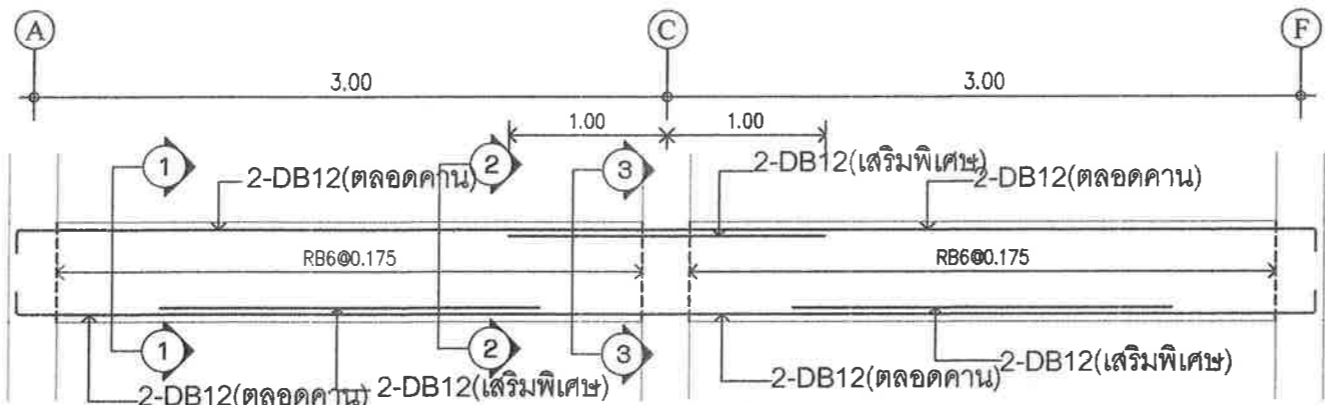 A C F
3.00 3.00
1.00 1.00
1 2 3
2-DB12(ตลอดคาน) 2-DB12(เสริมพิเศษ) 2-DB12(ตลอดคาน)
RB6@0.175 RB6@0.175
1 2 3
2-DB12(ตลอดคาน) 2-DB12(เสริมพิเศษ) 2-DB12(ตลอดคาน) 2-DB12(เสริมพิเศษ)